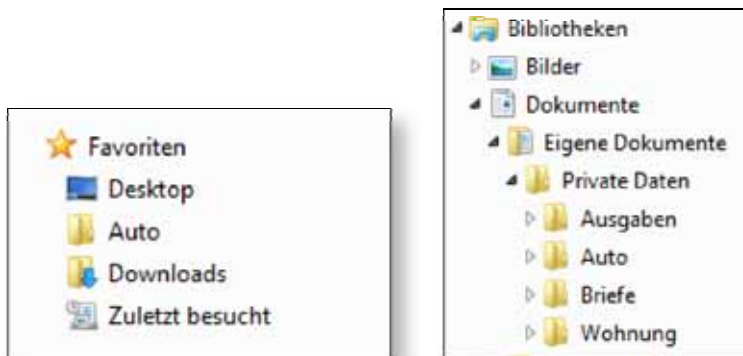 Favoriten
Desktop
Auto
Downloads
Zuletzt besucht
Bibliotheken
Bilder
Dokumente
Eigene Dokumente
Private Daten
Ausgaben
Auto
Briefe
Wohnung